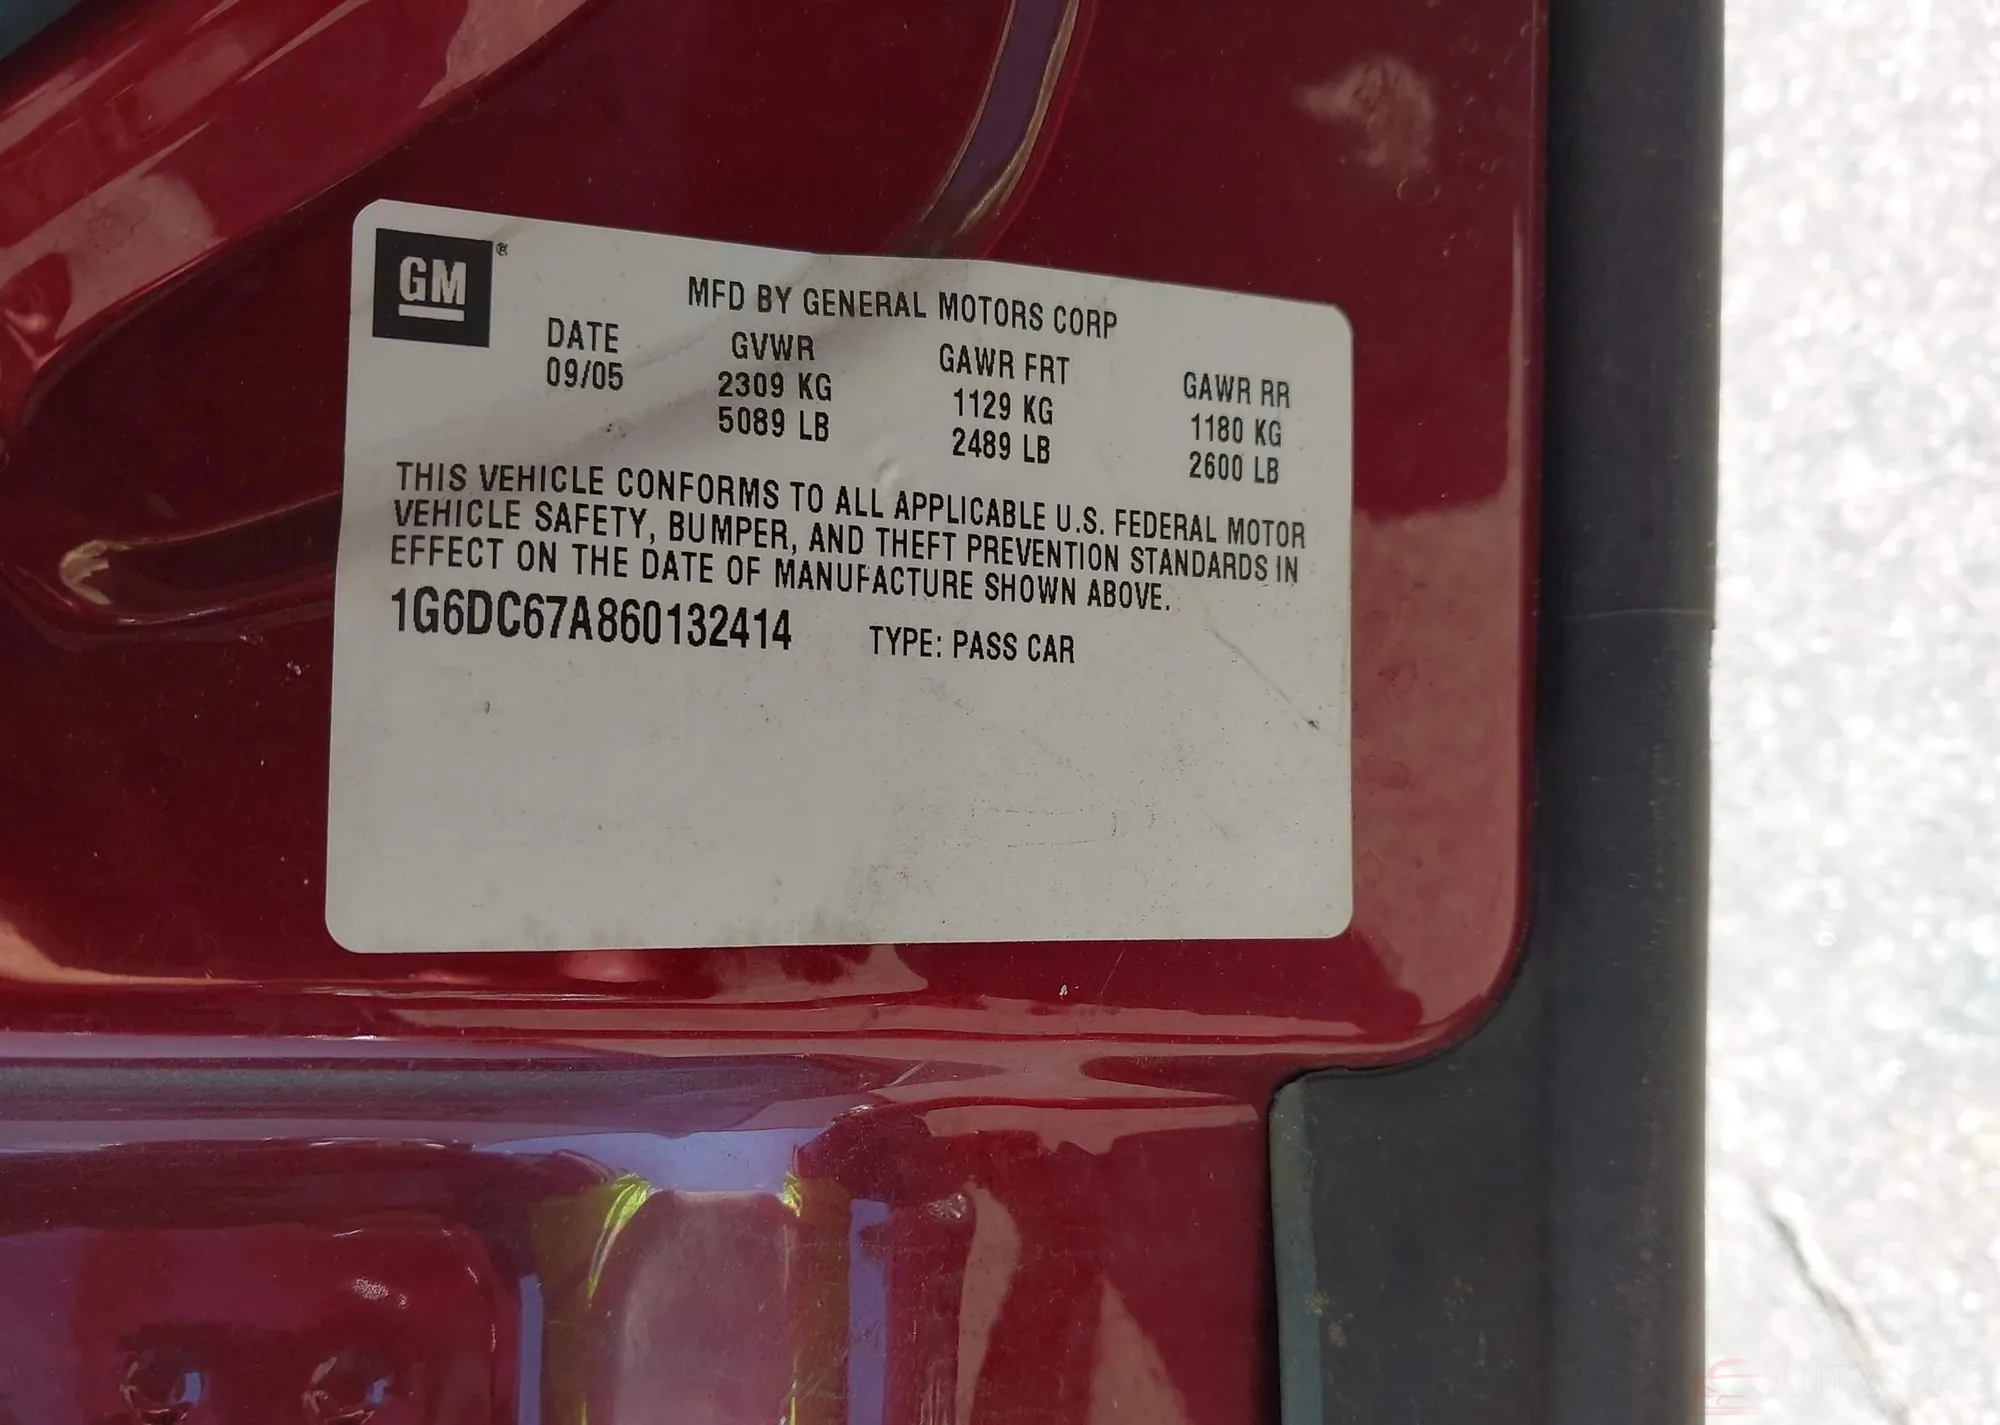 GM®
MFD BY GENERAL MOTORS CORP
DATE GVWR GAWR FRT GAWR RR
09/05 2309 KG 1129 KG 1180 KG
5089 LB 2489 LB 2600 LB
THIS VEHICLE CONFORMS TO ALL APPLICABLE U.S. FEDERAL MOTOR
VEHICLE SAFETY, BUMPER, AND THEFT PREVENTION STANDARDS IN
EFFECT ON THE DATE OF MANUFACTURE SHOWN ABOVE.
1G6DC67A860132414 TYPE: PASS CAR